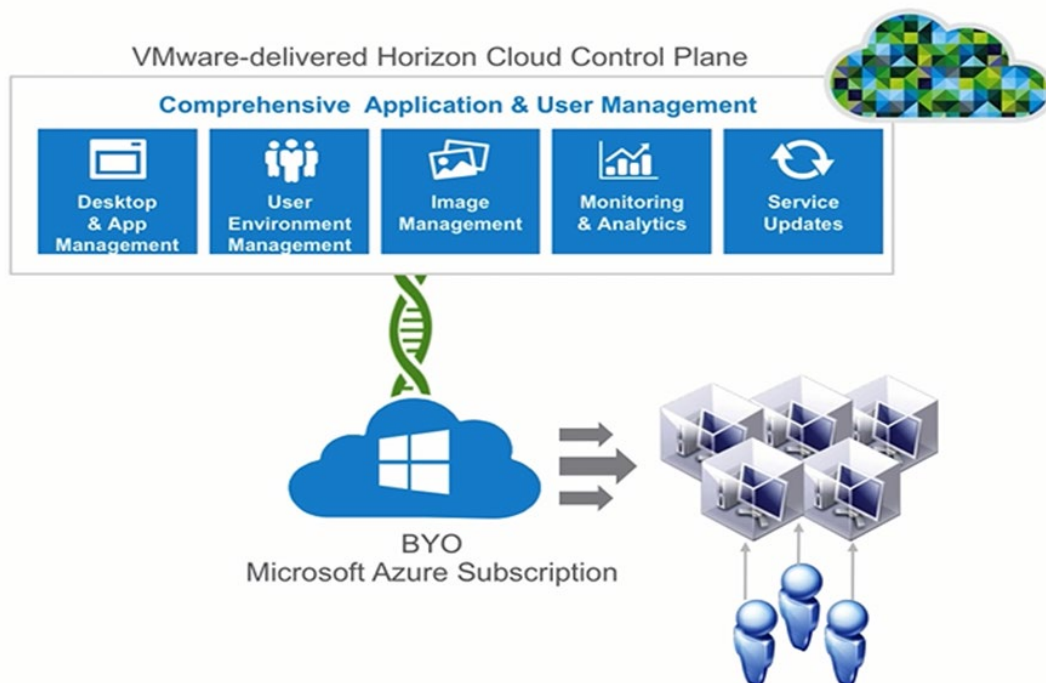 VMware-delivered Horizon Cloud Control Plane
Comprehensive Application & User Management
Desktop
& App
Management
User
Environment
Management
Image
Management
Monitoring
& Analytics
Service
Updates
BYO
Microsoft Azure Subscription